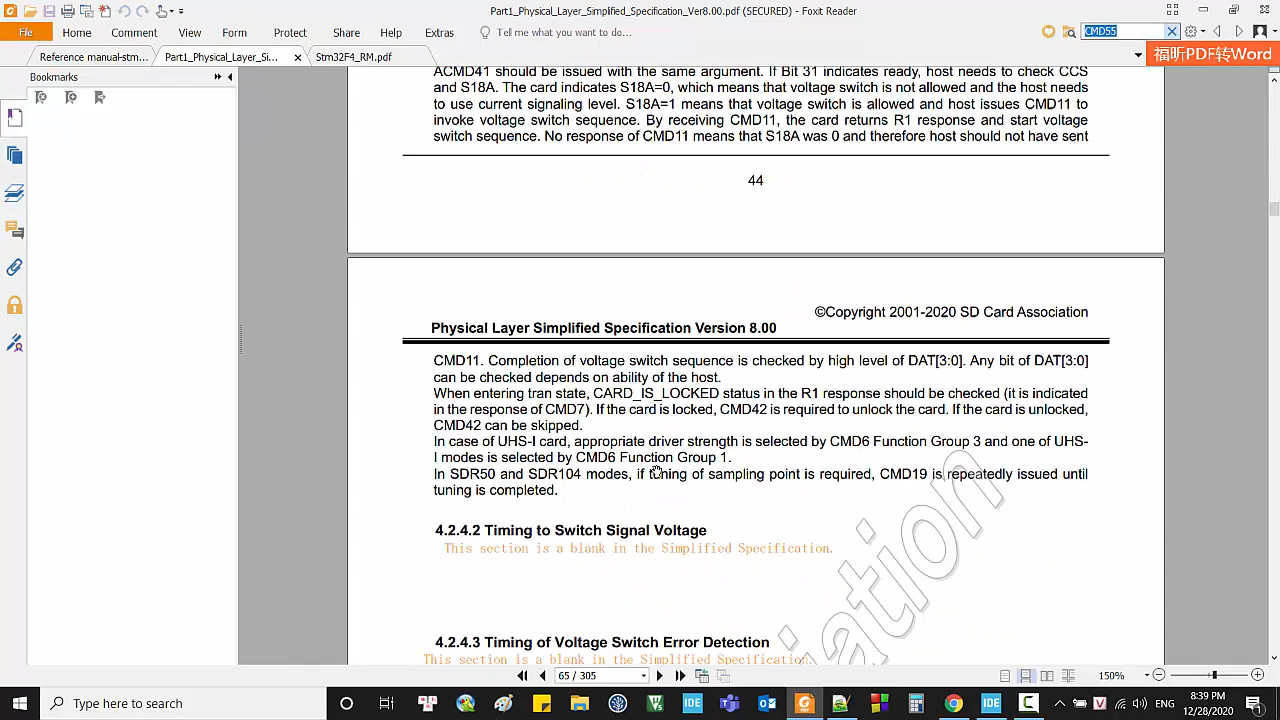 Part1_Physical_Layer_Simplified_Specification_Ver8.00.pdf (SECURED) - Foxit Reader
File Home Comment View Form Protect Share Help Extras Tell me what you want to do... CMD55
Reference manual-stm... Part1_Physical_Layer_Si... Stm32F4_RM.pdf 福昕PDF转Word
Bookmarks
ACMD41 should be issued with the same argument. If Bit 31 indicates ready, host needs to check CCS
and S18A. The card indicates S18A=0, which means that voltage switch is not allowed and the host needs
to use current signaling level. S18A=1 means that voltage switch is allowed and host issues CMD11 to
invoke voltage switch sequence. By receiving CMD11, the card returns R1 response and start voltage
switch sequence. No response of CMD11 means that S18A was 0 and therefore host should not have sent
44
©Copyright 2001-2020 SD Card Association
Physical Layer Simplified Specification Version 8.00
CMD11. Completion of voltage switch sequence is checked by high level of DAT[3:0]. Any bit of DAT[3:0]
can be checked depends on ability of the host.
When entering tran state, CARD_IS_LOCKED status in the R1 response should be checked (it is indicated
in the response of CMD7). If the card is locked, CMD42 is required to unlock the card. If the card is unlocked,
CMD42 can be skipped.
In case of UHS-I card, appropriate driver strength is selected by CMD6 Function Group 3 and one of UHS-
I modes is selected by CMD6 Function Group 1.
In SDR50 and SDR104 modes, if tuning of sampling point is required, CMD19 is repeatedly issued until
tuning is completed.
4.2.4.2 Timing to Switch Signal Voltage
This section is a blank in the Simplified Specification.
4.2.4.3 Timing of Voltage Switch Error Detection
This section is a blank in the Simplified Specification.
ciation
65 / 305 150%
Type here to search IDE IDE ENG 8:39 PM
12/28/2020